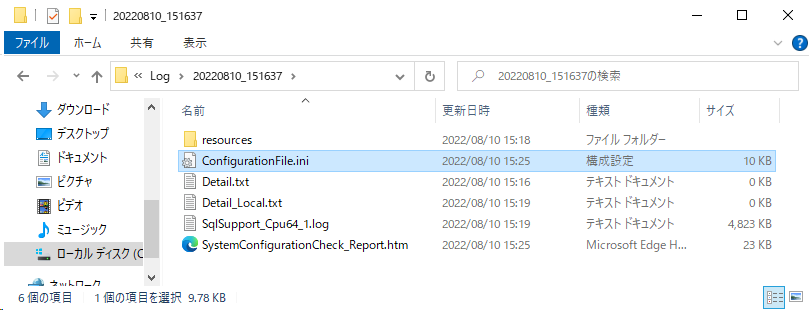 20220810_151637
ファイル ホーム 共有 表示
Log 20220810_151637
20220810_151637の検索
ダウンロード
デスクトップ
ドキュメント
ピクチャ
ビデオ
ミュージック
ローカル ディスク (C
ネットワーク
名前 更新日時 種類 サイズ
resources 2022/08/10 15:18 ファイル フォルダー
ConfigurationFile.ini 2022/08/10 15:25 構成設定 10 KB
Detail.txt 2022/08/10 15:16 テキスト ドキュメント 0 KB
Detail_Local.txt 2022/08/10 15:19 テキスト ドキュメント 0 KB
SqlSupport_Cpu64_1.log 2022/08/10 15:19 テキスト ドキュメント 4,823 KB
SystemConfigurationCheck_Report.htm 2022/08/10 15:25 Microsoft Edge H... 23 KB
6 個の項目 1 個の項目を選択 9.78 KB